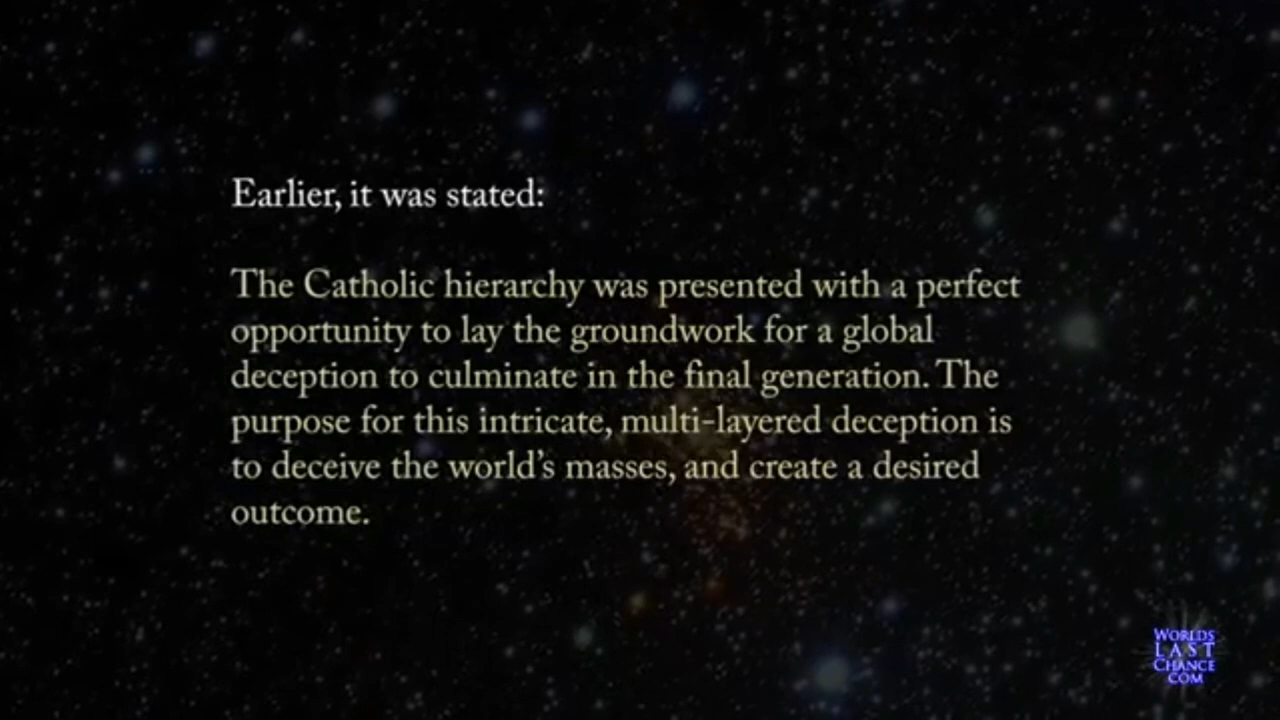 Earlier, it was stated:
The Catholic hierarchy was presented with a perfect
opportunity to lay the groundwork for a global
deception to culminate in the final generation. The
purpose for this intricate, multi-layered deception is
to deceive the world’s masses, and create a desired
outcome.
WORLDS
LAST
CHANCE
.COM